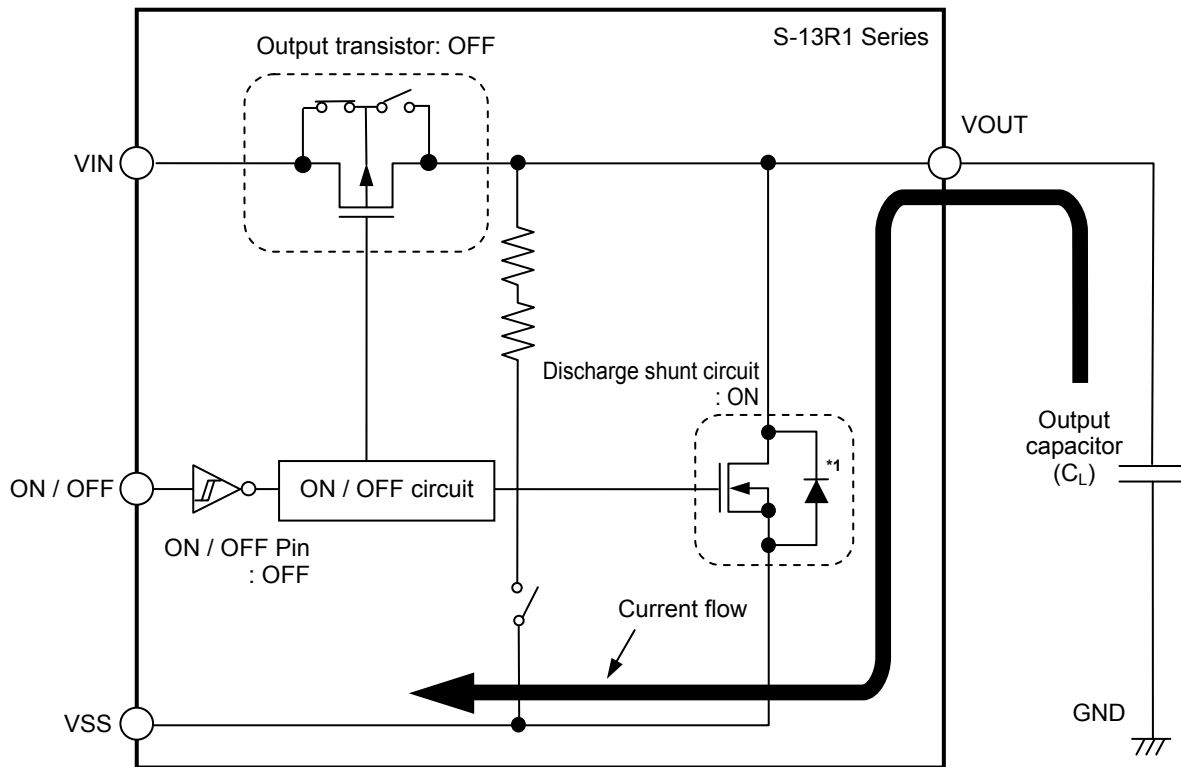 S-13R1 Series
Output transistor: OFF
VOUT
VIN
Discharge shunt circuit
: ON
*1
Output
capacitor
(CL)
ON / OFF
ON / OFF circuit
ON / OFF Pin
: OFF
Current flow
GND
VSS